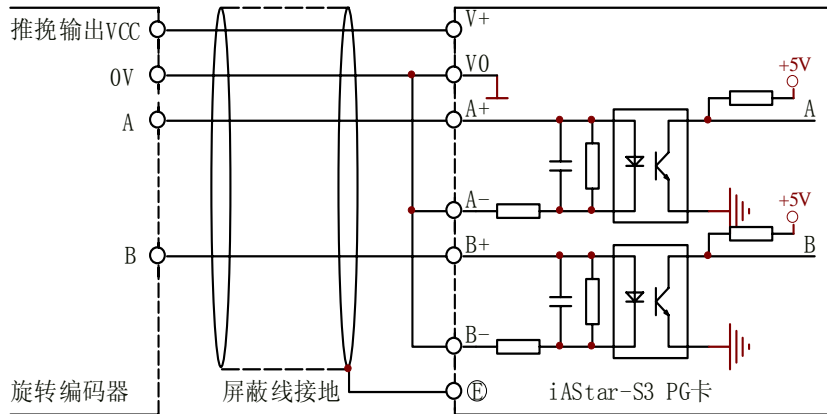 推挽输出VCC
V+
0V
V0
+5V
A
A+
A
A-
+5V
B
B+
B
B-
旋转编码器
屏蔽线接地
Ⓔ
iAStar-S3 PG卡